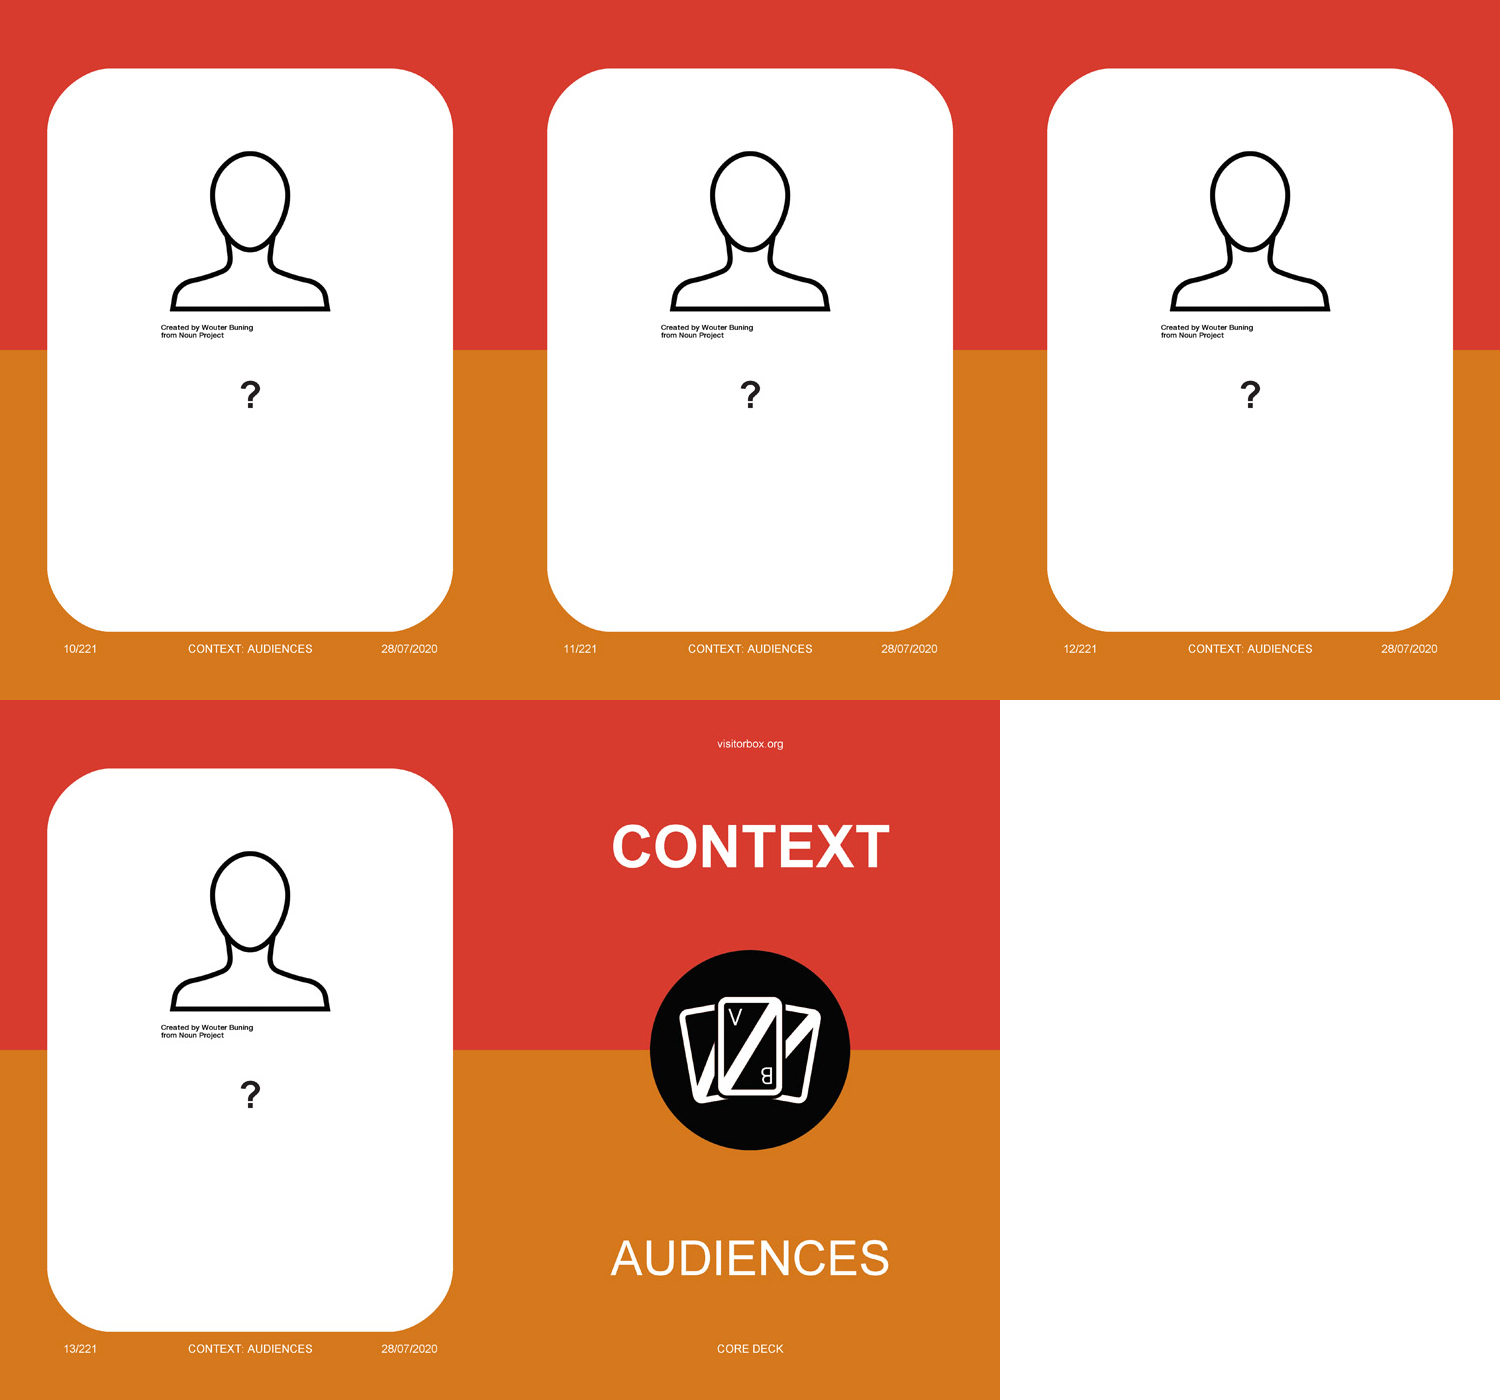 Created by Wouter Buning
from Noun Project
?
10/221 CONTEXT: AUDIENCES 28/07/2020
Created by Wouter Buning
from Noun Project
?
11/221 CONTEXT: AUDIENCES 28/07/2020
Created by Wouter Buning
from Noun Project
?
12/221 CONTEXT: AUDIENCES 28/07/2020
Created by Wouter Buning
from Noun Project
?
13/221 CONTEXT: AUDIENCES 28/07/2020
visitorbox.org
CONTEXT
V
B
AUDIENCES
CORE DECK